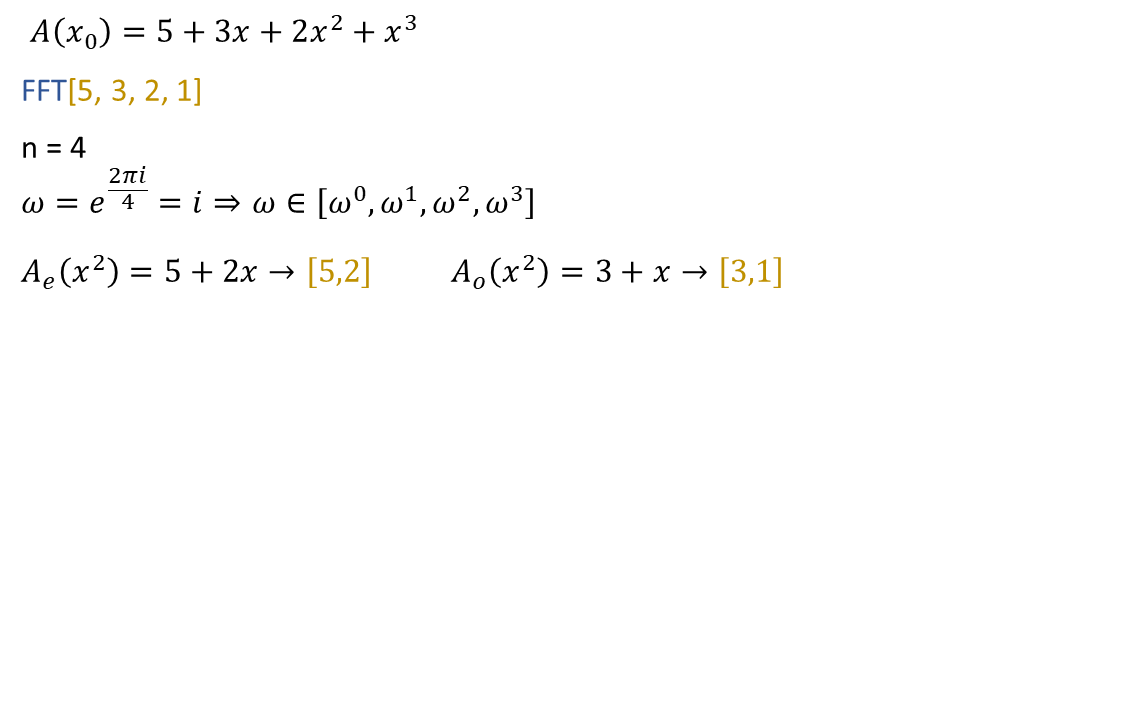 A(x₀) = 5 + 3x + 2x² + x³
FFT[5, 3, 2, 1]
n = 4
ω = e^(2πi/4) = i ⇒ ω ∈ [ω⁰, ω¹, ω², ω³]
Aₑ(x²) = 5 + 2x → [5,2] Aₒ(x²) = 3 + x → [3,1]